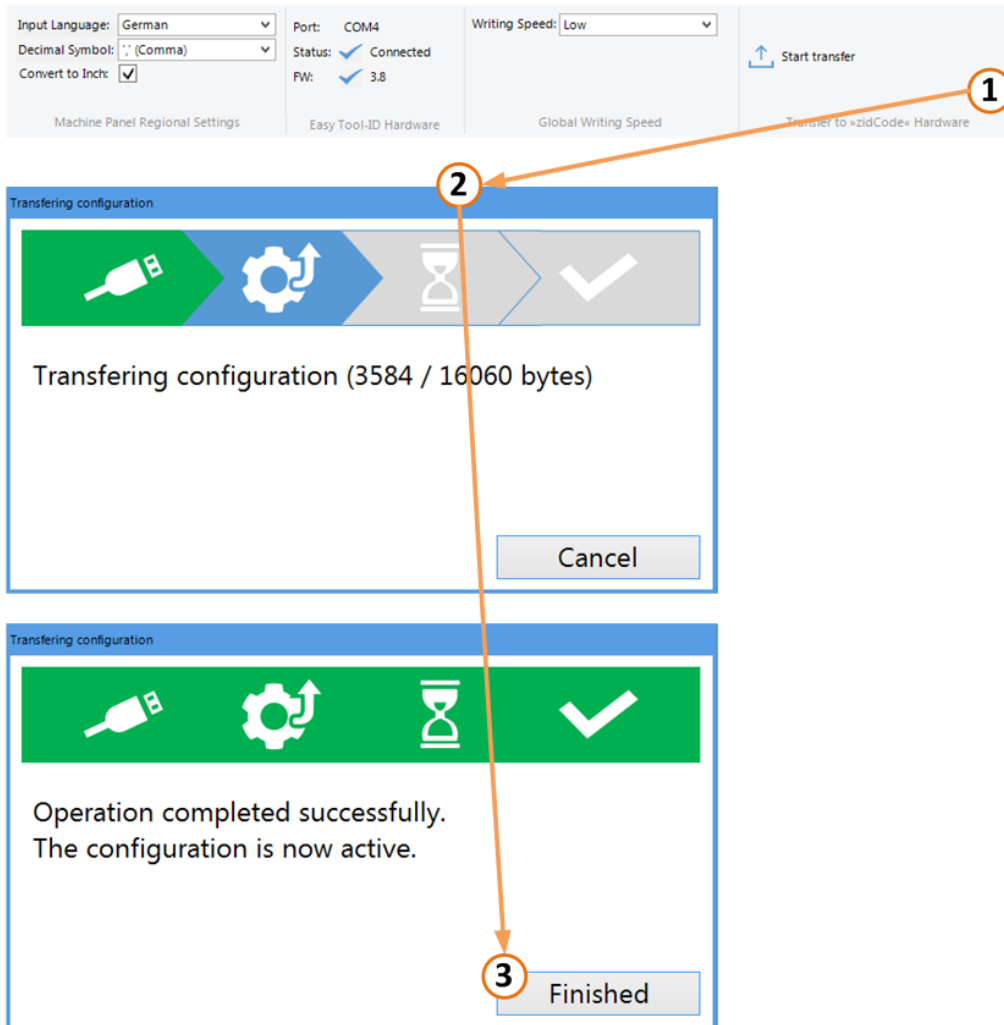 Input Language: German
Decimal Symbol: ',' (Comma)
Convert to Inch:
Machine Panel Regional Settings
Port: COM4
Status: Connected
FW: 3.8
Easy Tool-ID Hardware
Writing Speed: Low
Global Writing Speed
Start transfer
Transfer to »zidCode« Hardware
1
2
Transfering configuration
Transfering configuration (3584 / 16060 bytes)
Cancel
Transfering configuration
Operation completed successfully.
The configuration is now active.
3
Finished